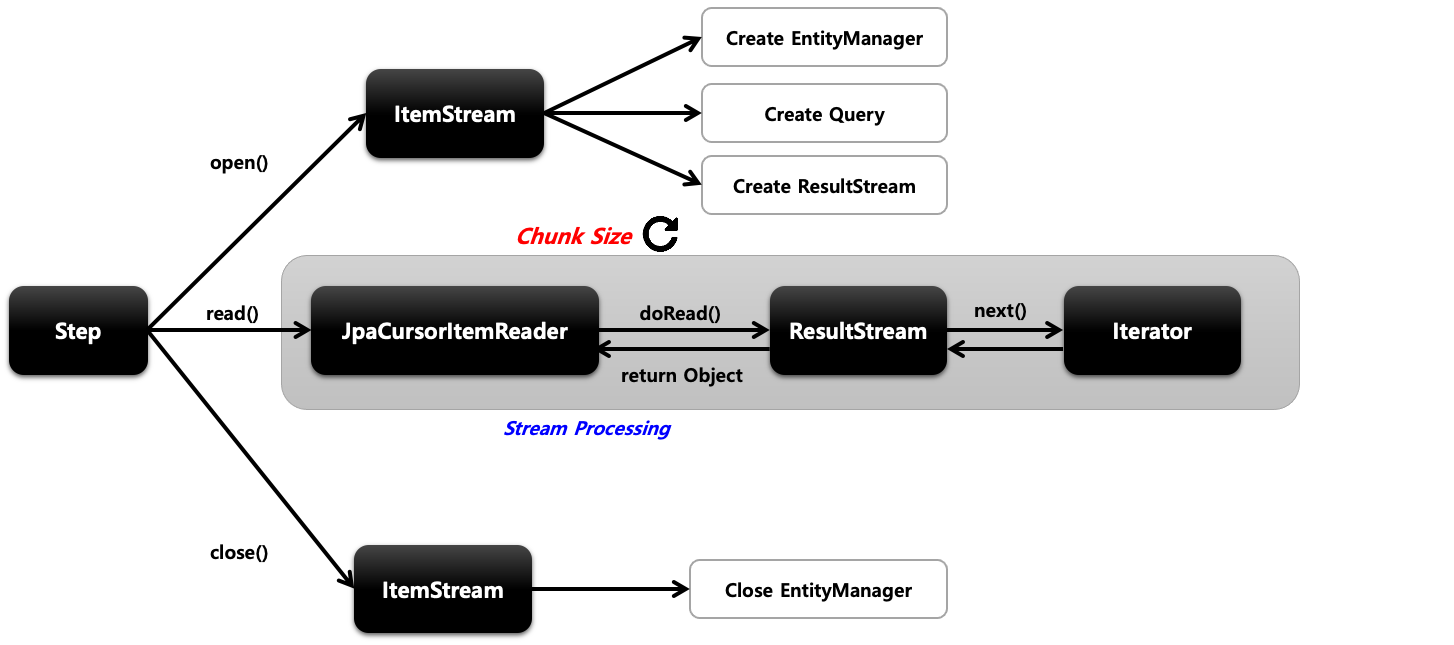 Create EntityManager
ItemStream
Create Query
open()
Create ResultStream
Chunk Size
Step
read()
JpaCursorItemReader
doRead()
return Object
ResultStream
next()
Iterator
Stream Processing
close()
ItemStream
Close EntityManager